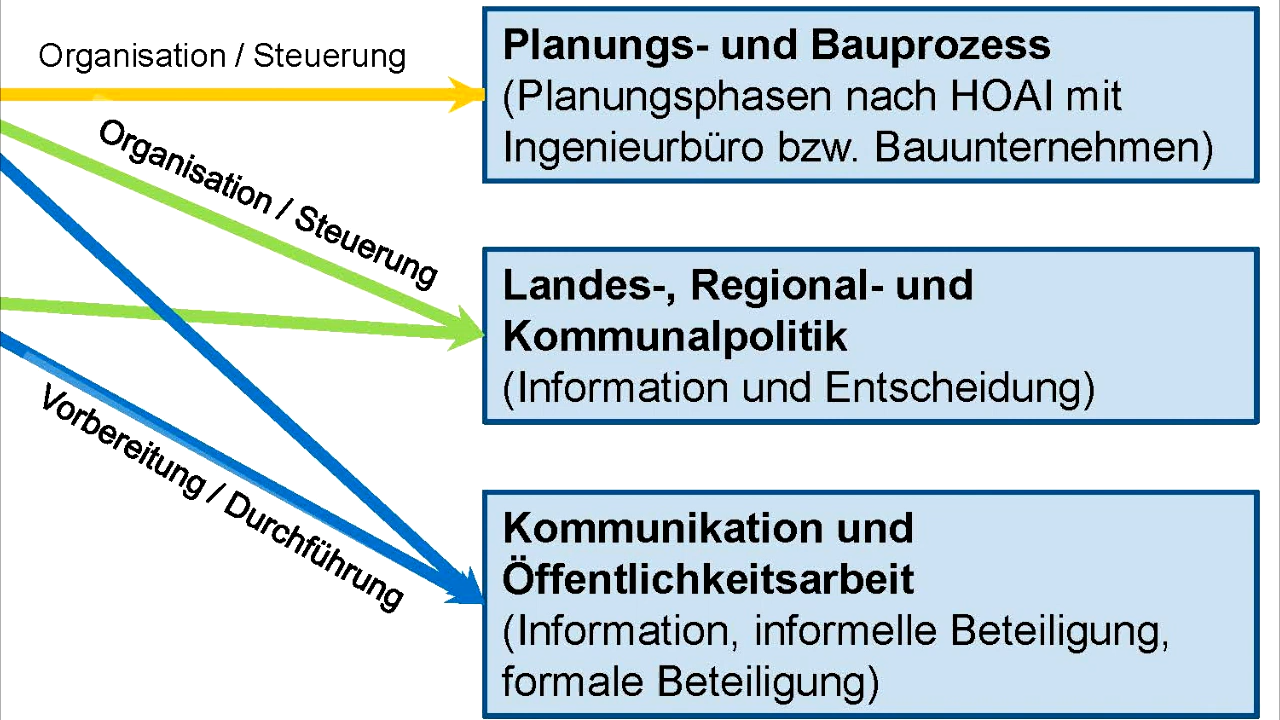 Organisation / Steuerung
Organisation / Steuerung
Vorbereitung / Durchführung
Planungs- und Bauprozess
(Planungsphasen nach HOAI mit
Ingenieurbüro bzw. Bauunternehmen)
Landes-, Regional- und
Kommunalpolitik
(Information und Entscheidung)
Kommunikation und
Öffentlichkeitsarbeit
(Information, informelle Beteiligung,
formale Beteiligung)